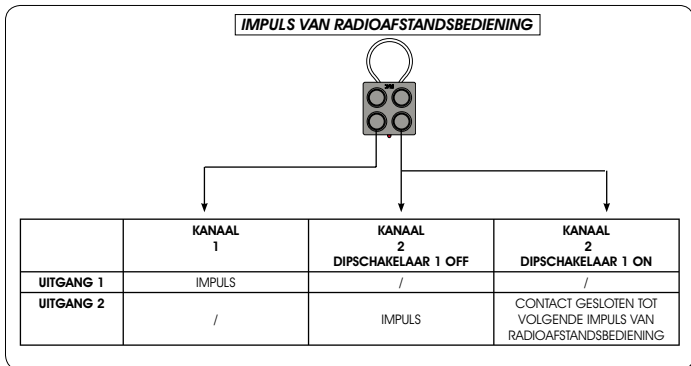 IMPULS VAN RADIOAFSTANDSBEDIENING
KANAAL
1
KANAAL
2
DIPSCHAKELAAR 1 OFF
KANAAL
2
DIPSCHAKELAAR 1 ON
UITGANG 1
IMPULS
/
/
UITGANG 2
/
IMPULS
CONTACT GESLOTEN TOT
VOLGENDE IMPULS VAN
RADIOAFSTANDSBEDIENING